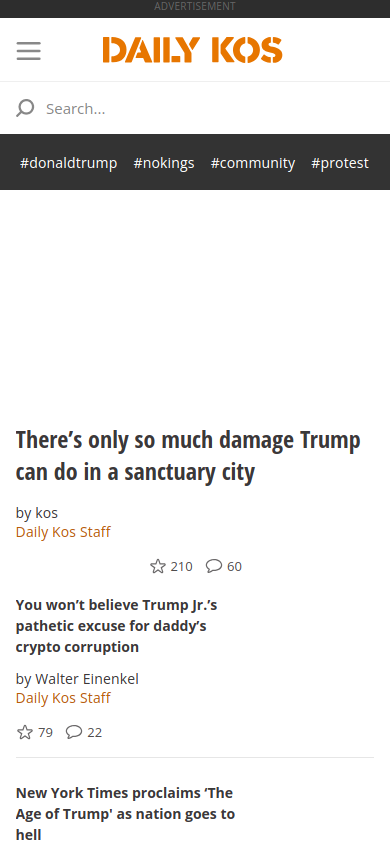 ADVERTISEMENT
DAILY KOS
Search...
#donaldtrump #nokings #community #protest
There’s only so much damage Trump
can do in a sanctuary city
by kos
Daily Kos Staff
210 60
You won’t believe Trump Jr.’s
pathetic excuse for daddy’s
crypto corruption
by Walter Einenkel
Daily Kos Staff
79 22
New York Times proclaims ‘The
Age of Trump' as nation goes to
hell